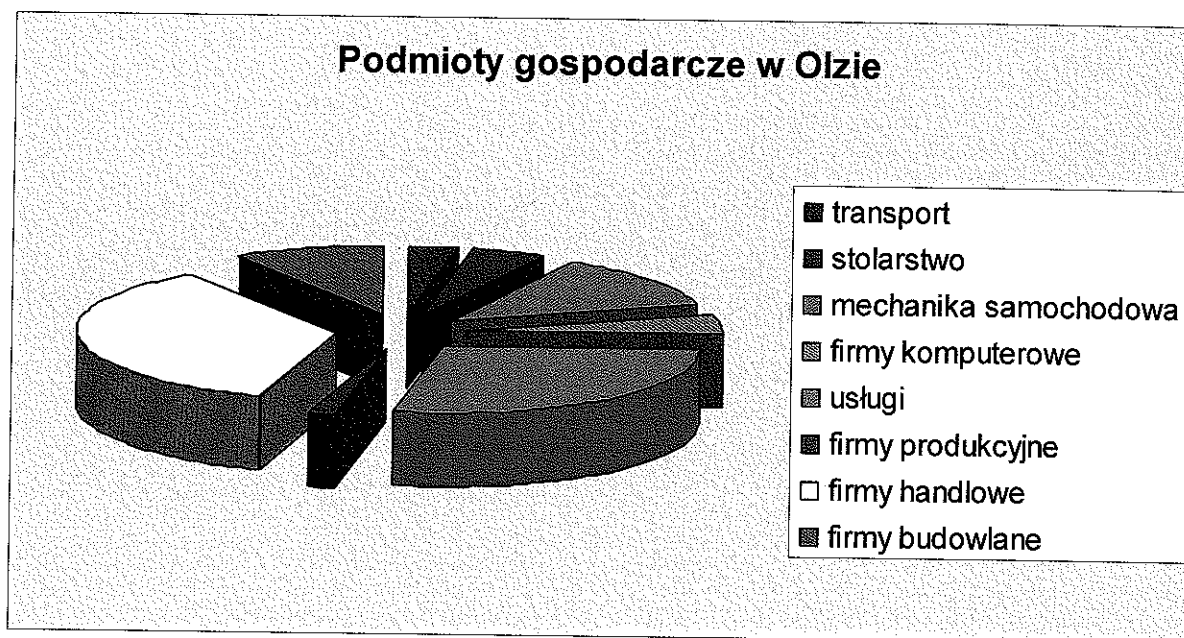 Podmioty gospodarcze w Olzie
transport
stolarstwo
mechanika samochodowa
firmy komputerowe
usługi
firmy produkcyjne
firmy handlowe
firmy budowlane